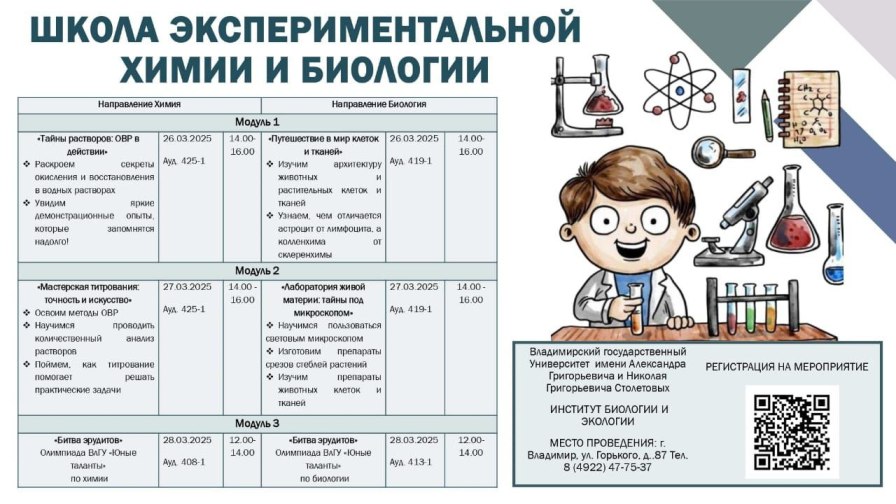 ШКОЛА ЭКСПЕРИМЕНТАЛЬНОЙ
ХИМИИ И БИОЛОГИИ
Направление Химия
Направление Биология
Модуль 1
«Тайны растворов: ОВР в
действии»
❖ Раскроем секреты
окисления и восстановления
в водных растворах
❖ Увидим яркие
демонстрационные опыты,
которые запомнятся
надолго!
26.03.2025
Ауд. 425-1
14.00-
16.00
«Путешествие в мир клеток
и тканей»
❖ Изучим архитектуру
животных и
растительных клеток и
тканей
❖ Узнаем, чем отличается
астроцит от лимфоцита, а
колленхима от
склеренхимы
26.03.2025
Ауд. 419-1
14.00-
16.00
Модуль 2
«Мастерская титрования:
точность и искусство»
❖ Освоим методы ОВР
❖ Научимся проводить
количественный анализ
растворов
❖ Поймем, как титрование
помогает решать
практические задачи
27.03.2025
Ауд. 425-1
14.00 -
16.00
«Лаборатория живой
материи: тайны под
микроскопом»
❖ Научимся пользоваться
световым микроскопом
❖ Изготовим препараты
срезов стеблей растений
❖ Изучим препараты
животных клеток и
тканей
27.03.2025
Ауд. 419-1
14.00 -
16.00
Модуль 3
«Битва эрудитов»
Олимпиада ВлГУ «Юные
таланты»
по химии
28.03.2025
Ауд. 408-1
12.00-
14.00
«Битва эрудитов»
Олимпиада ВлГУ «Юные
таланты»
по биологии
28.03.2025
Ауд. 413-1
12.00-
14.00
Владимирский государственный
Университет имени Александра
Григорьевича и Николая
Григорьевича Столетовых
ИНСТИТУТ БИОЛОГИИ И
ЭКОЛОГИИ
МЕСТО ПРОВЕДЕНИЯ: г.
Владимир, ул. Горького, д..87 Тел.
8 (4922) 47-75-37
РЕГИСТРАЦИЯ НА МЕРОПРИЯТИЕ